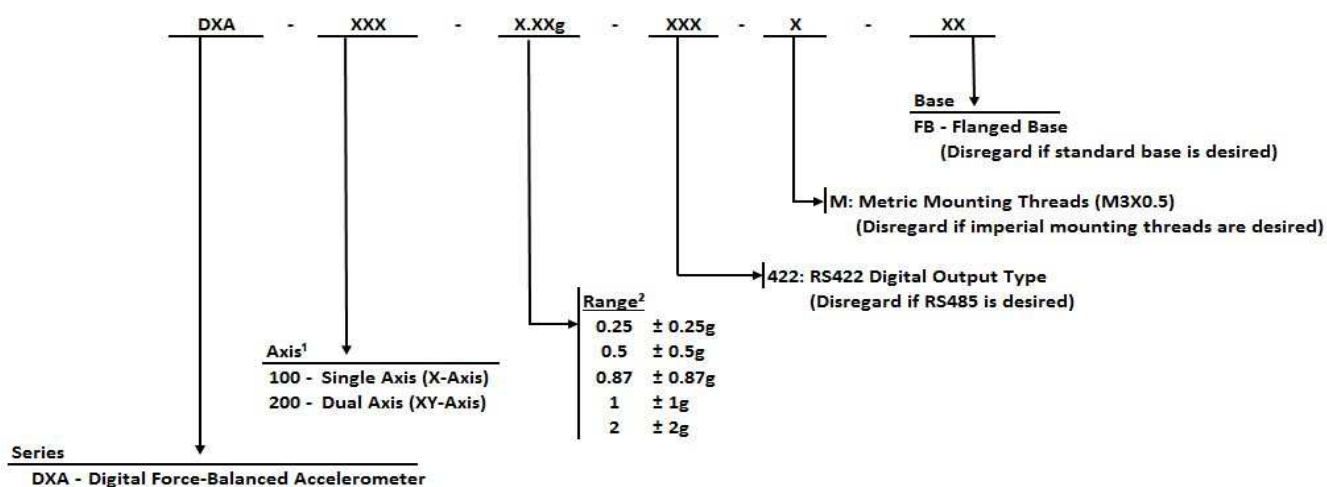 DXA - XXX - X.XXg - XXX - X - XX
Base
FB - Flanged Base
(Disregard if standard base is desired)
M: Metric Mounting Threads (M3X0.5)
(Disregard if imperial mounting threads are desired)
422: RS422 Digital Output Type
(Disregard if RS485 is desired)
Range²
0.25 ± 0.25g
0.5 ± 0.5g
0.87 ± 0.87g
1 ± 1g
2 ± 2g
Axis¹
100 - Single Axis (X-Axis)
200 - Dual Axis (XY-Axis)
Series
DXA - Digital Force-Balanced Accelerometer